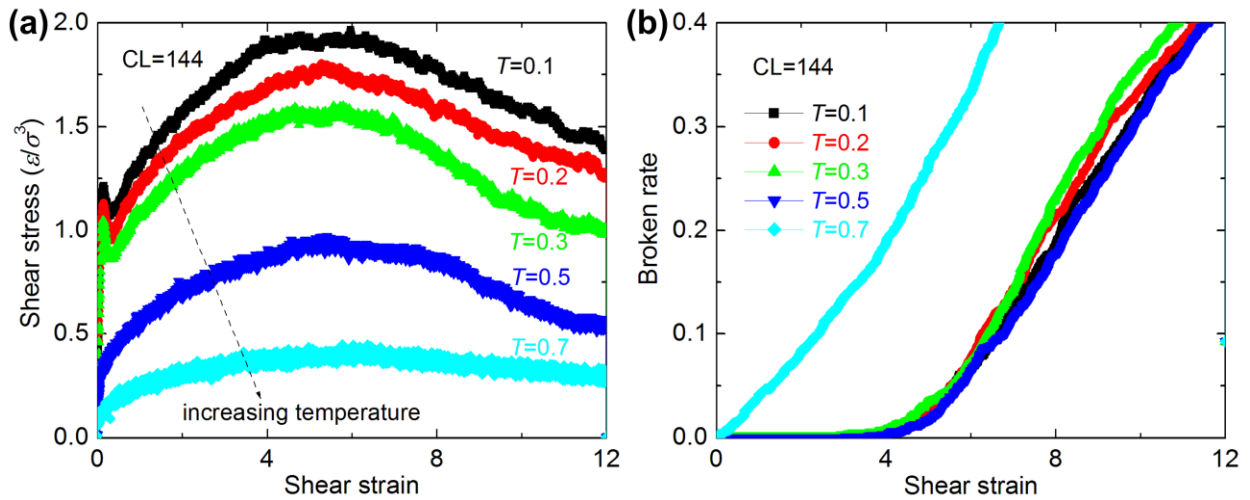 (a)
2.0
1.5
1.0
0.5
0.0
Shear stress (ε/σ³)
CL=144
T=0.1
T=0.2
T=0.3
T=0.5
T=0.7
increasing temperature
0 4 8 12
Shear strain
(b)
0.4
0.3
0.2
0.1
0.0
Broken rate
CL=144
T=0.1
T=0.2
T=0.3
T=0.5
T=0.7
0 4 8 12
Shear strain